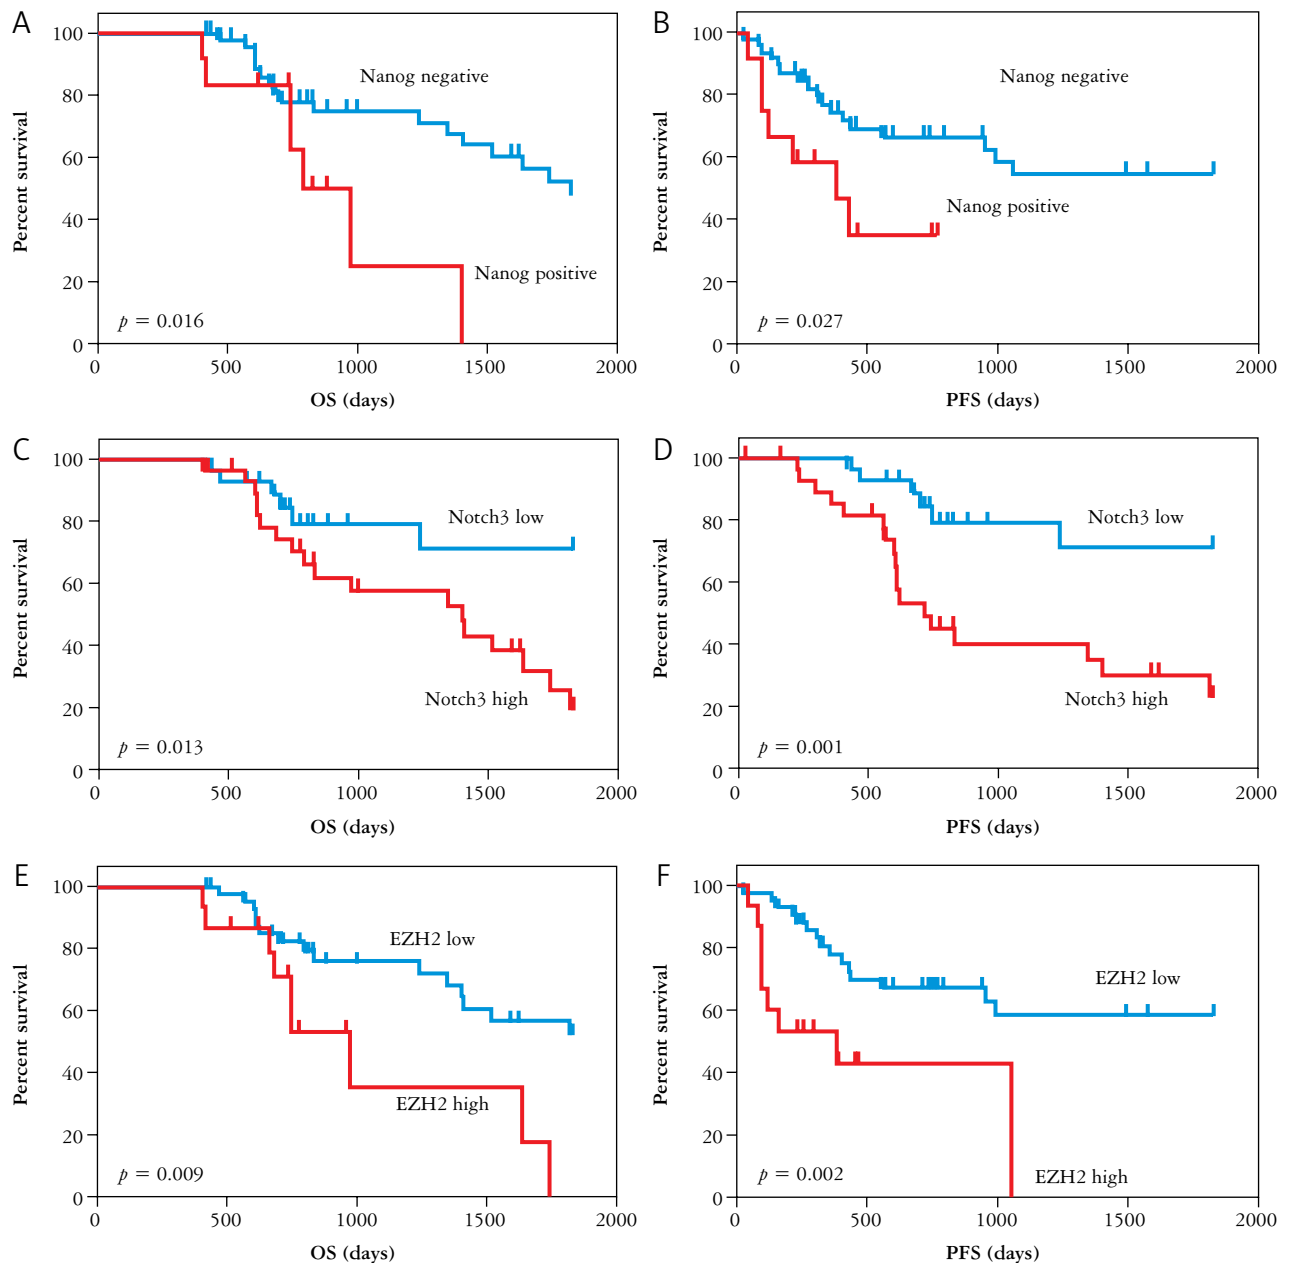 A
Percent survival
100
80
60
40
20
0
Nanog negative
Nanog positive
p = 0.016
0 500 1000 1500 2000
OS (days)
B
Percent survival
100
80
60
40
20
0
Nanog negative
Nanog positive
p = 0.027
0 500 1000 1500 2000
PFS (days)
C
Percent survival
100
80
60
40
20
0
Notch3 low
Notch3 high
p = 0.013
0 500 1000 1500 2000
OS (days)
D
Percent survival
100
80
60
40
20
0
Notch3 low
Notch3 high
p = 0.001
0 500 1000 1500 2000
PFS (days)
E
Percent survival
100
80
60
40
20
0
EZH2 low
EZH2 high
p = 0.009
0 500 1000 1500 2000
OS (days)
F
Percent survival
100
80
60
40
20
0
EZH2 low
EZH2 high
p = 0.002
0 500 1000 1500 2000
PFS (days)